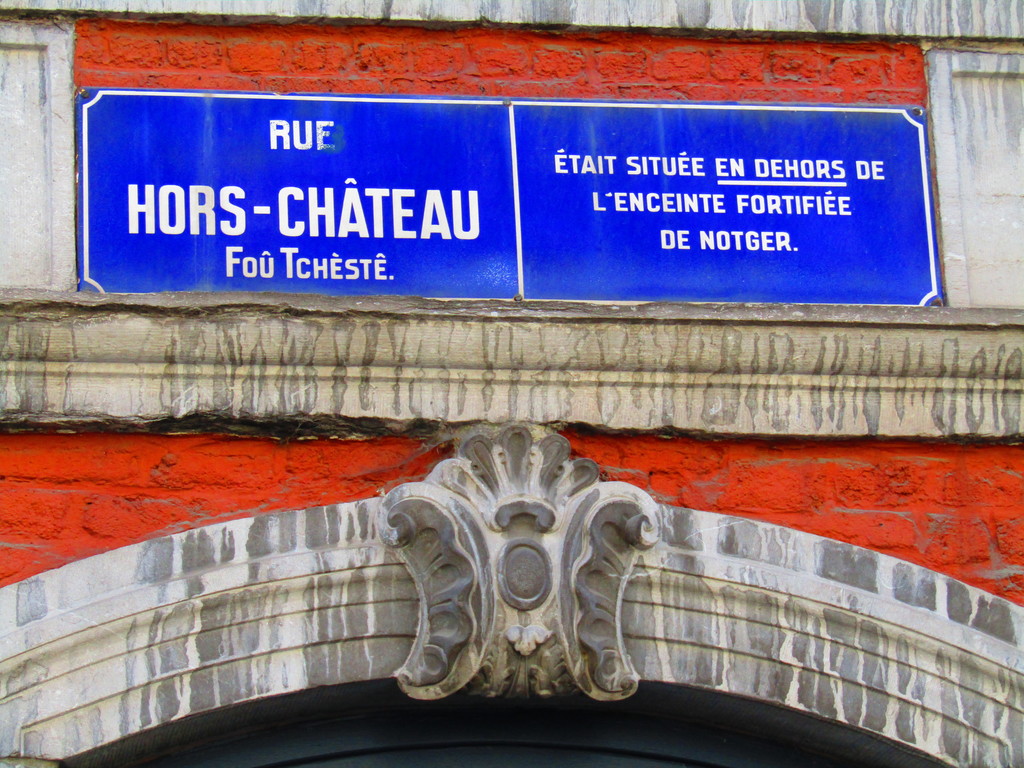 RUE
HORS-CHÂTEAU
FOÛ TCHÈSTÊ.
ÉTAIT SITUÉE EN DEHORS DE
L'ENCEINTE FORTIFIÉE
DE NOTGER.